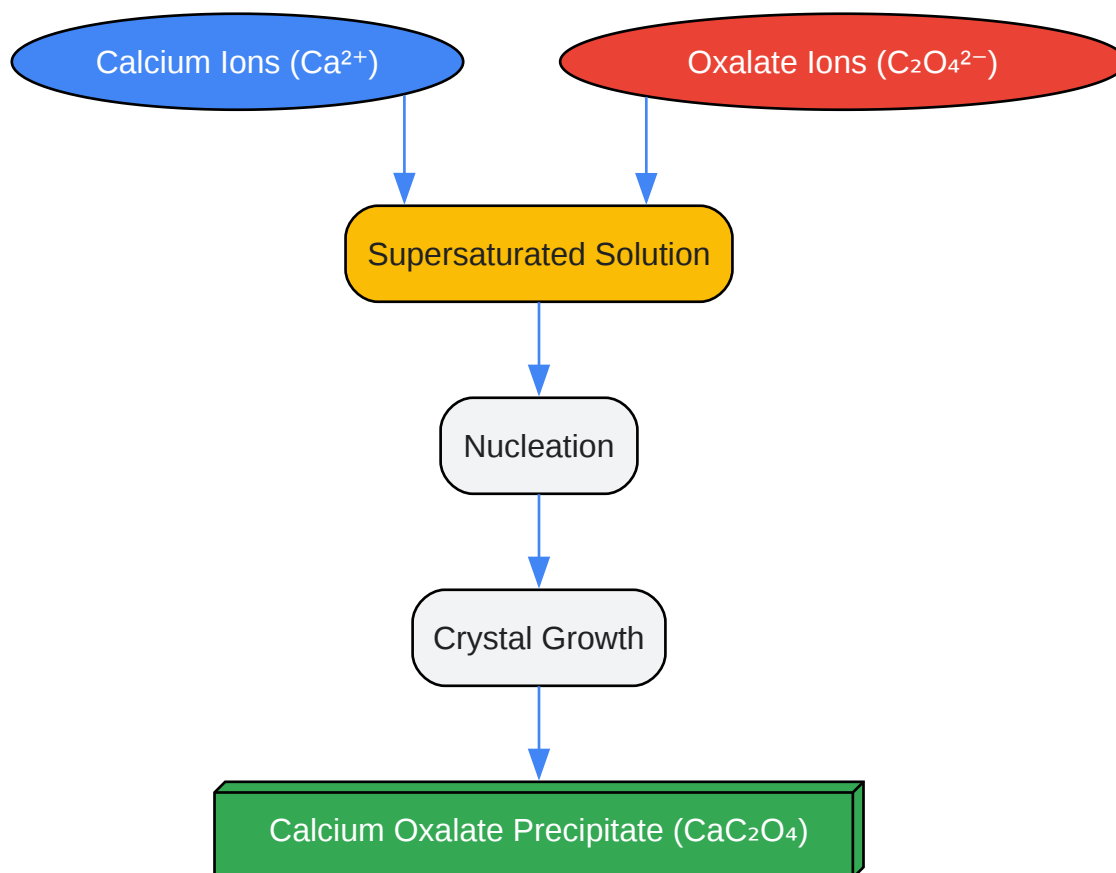 Calcium Ions (Ca²⁺)
Oxalate Ions (C₂O₄²⁻)
Supersaturated Solution
Nucleation
Crystal Growth
Calcium Oxalate Precipitate (CaC₂O₄)